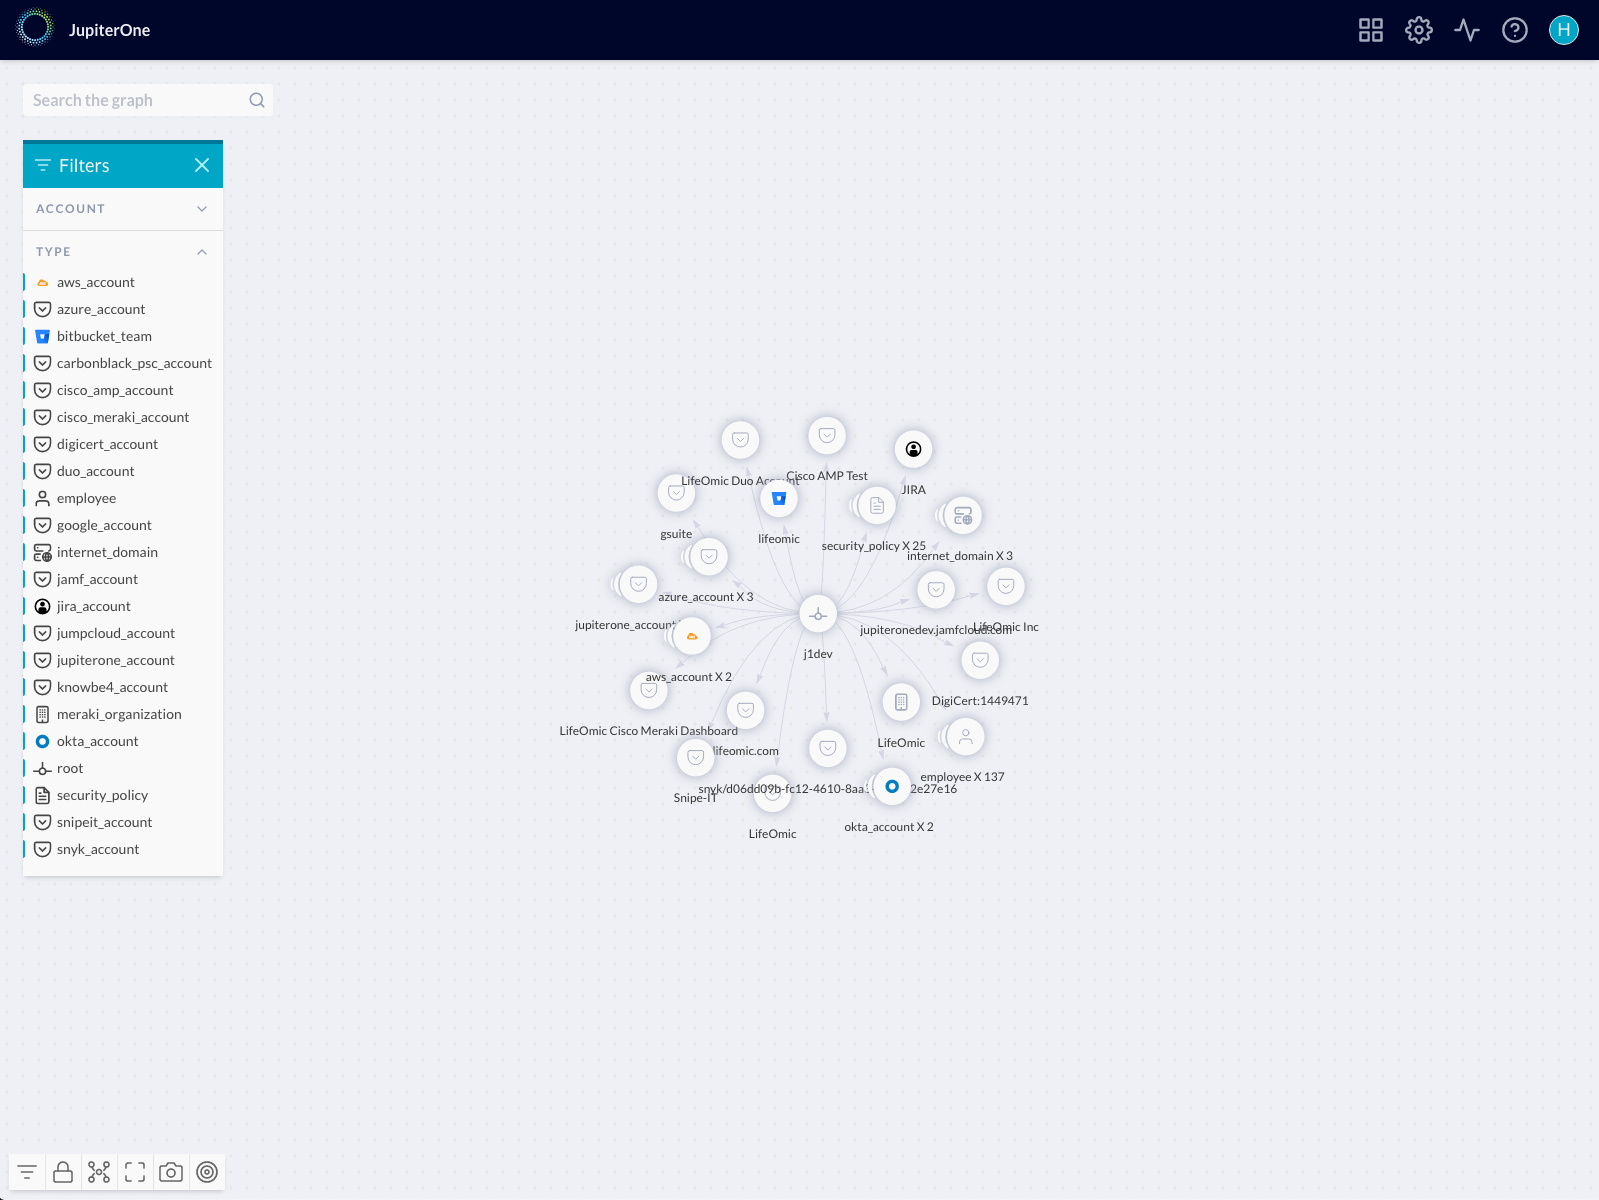 JupiterOne
H
Search the graph
Filters
ACCOUNT
TYPE
aws_account
azure_account
bitbucket_team
carbonblack_psc_account
cisco_amp_account
cisco_meraki_account
digicert_account
duo_account
employee
google_account
internet_domain
jamf_account
jira_account
jumpcloud_account
jupiterone_account
knowbe4_account
meraki_organization
okta_account
root
security_policy
snipeit_account
snyk_account
LifeOmic Duo Account
Cisco AMP Test
JIRA
gsuite
lifeomic
security_policy X 25
internet_domain X 3
azure_account X 3
jupiterone_account
jupiteronedev.jamfcloud.com
LifeOmic Inc
j1dev
aws_account X 2
DigiCert:1449471
LifeOmic Cisco Meraki Dashboard
lifeomic.com
LifeOmic
employee X 137
Snipe-IT
snyk/d06dd09b-fc12-4610-8aa
2e27e16
okta_account X 2
LifeOmic